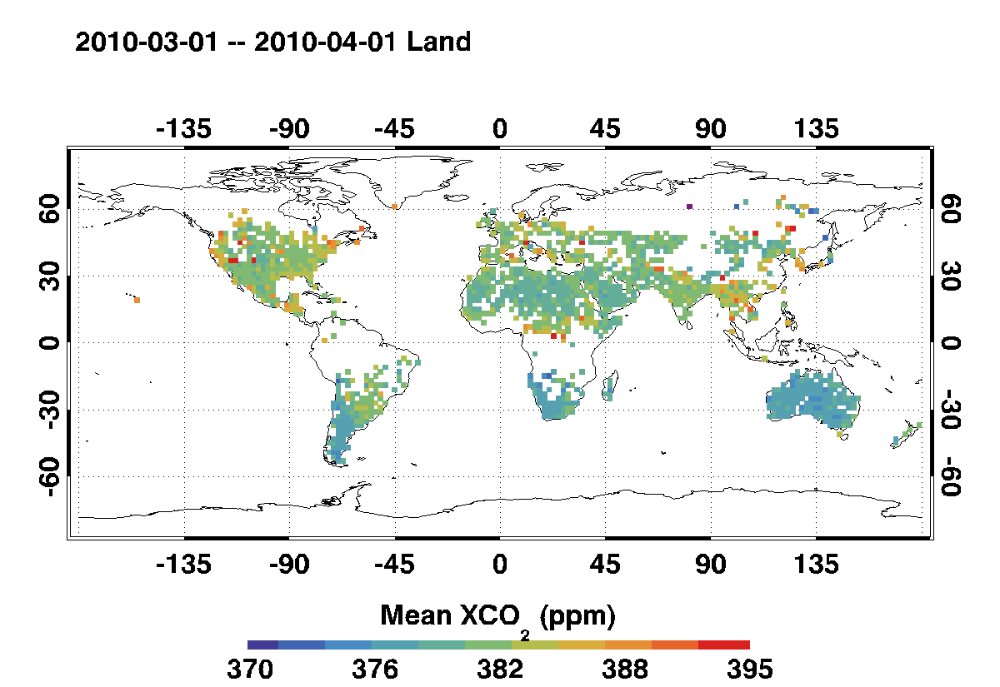 2010-03-01 -- 2010-04-01 Land
-135 -90 -45 0 45 90 135
60 60
30 30
0 0
-30 -30
-60 -60
-135 -90 -45 0 45 90 135
Mean XCO2 (ppm)
370 376 382 388 395